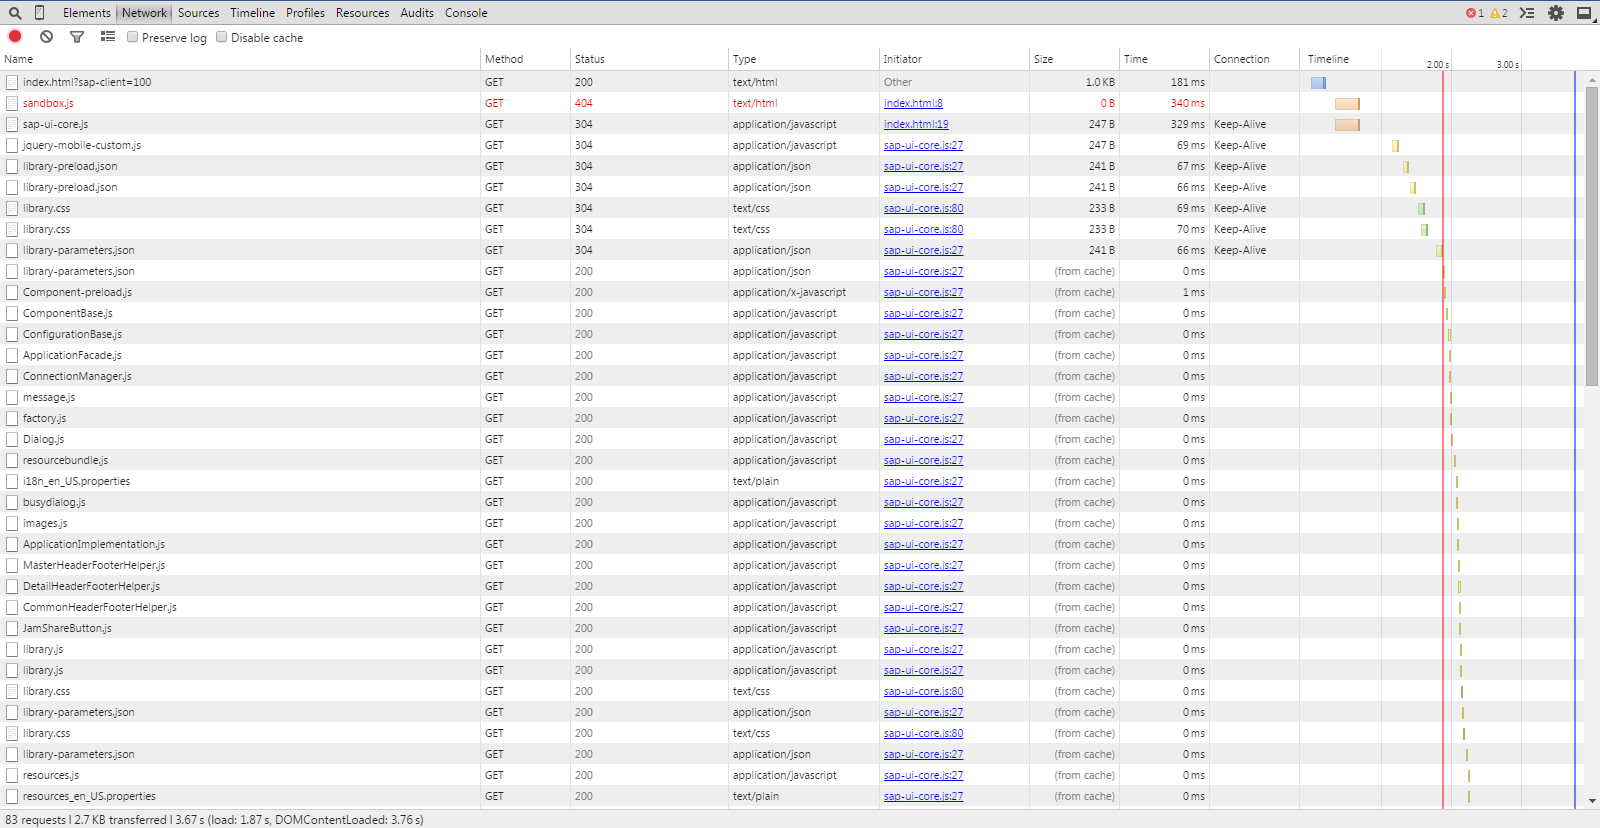 Elements Network Sources Timeline Profiles Resources Audits Console 1 2
Preserve log Disable cache
Name Method Status Type Initiator Size Time Connection Timeline 2.00 s 3.00 s
index.html?sap-client=100 GET 200 text/html Other 1.0 KB 181 ms
sandbox.js GET 404 text/html index.html:8 0 B 340 ms
sap-ui-core.js GET 304 application/javascript index.html:19 247 B 329 ms Keep-Alive
jquery-mobile-custom.js GET 304 application/javascript sap-ui-core.js:27 247 B 69 ms Keep-Alive
library-preload.json GET 304 application/json sap-ui-core.js:27 241 B 67 ms Keep-Alive
library-preload.json GET 304 application/json sap-ui-core.js:27 241 B 66 ms Keep-Alive
library.css GET 304 text/css sap-ui-core.js:80 233 B 69 ms Keep-Alive
library.css GET 304 text/css sap-ui-core.js:80 233 B 70 ms Keep-Alive
library-parameters.json GET 304 application/json sap-ui-core.js:27 241 B 66 ms Keep-Alive
library-parameters.json GET 200 application/json sap-ui-core.js:27 (from cache) 0 ms
Component-preload.js GET 200 application/x-javascript sap-ui-core.js:27 (from cache) 1 ms
ComponentBase.js GET 200 application/javascript sap-ui-core.js:27 (from cache) 0 ms
ConfigurationBase.js GET 200 application/javascript sap-ui-core.js:27 (from cache) 0 ms
ApplicationFacade.js GET 200 application/javascript sap-ui-core.js:27 (from cache) 0 ms
ConnectionManager.js GET 200 application/javascript sap-ui-core.js:27 (from cache) 0 ms
message.js GET 200 application/javascript sap-ui-core.js:27 (from cache) 0 ms
factory.js GET 200 application/javascript sap-ui-core.js:27 (from cache) 0 ms
Dialog.js GET 200 application/javascript sap-ui-core.js:27 (from cache) 0 ms
resourcebundle.js GET 200 application/javascript sap-ui-core.js:27 (from cache) 0 ms
i18n_en_US.properties GET 200 text/plain sap-ui-core.js:27 (from cache) 0 ms
busydialog.js GET 200 application/javascript sap-ui-core.js:27 (from cache) 0 ms
images.js GET 200 application/javascript sap-ui-core.js:27 (from cache) 0 ms
ApplicationImplementation.js GET 200 application/javascript sap-ui-core.js:27 (from cache) 0 ms
MasterHeaderFooterHelper.js GET 200 application/javascript sap-ui-core.js:27 (from cache) 0 ms
DetailHeaderFooterHelper.js GET 200 application/javascript sap-ui-core.js:27 (from cache) 0 ms
CommonHeaderFooterHelper.js GET 200 application/javascript sap-ui-core.js:27 (from cache) 0 ms
JamShareButton.js GET 200 application/javascript sap-ui-core.js:27 (from cache) 0 ms
library.js GET 200 application/javascript sap-ui-core.js:27 (from cache) 0 ms
library.js GET 200 application/javascript sap-ui-core.js:27 (from cache) 0 ms
library.css GET 200 text/css sap-ui-core.js:80 (from cache) 0 ms
library-parameters.json GET 200 application/json sap-ui-core.js:27 (from cache) 0 ms
library.css GET 200 text/css sap-ui-core.js:80 (from cache) 0 ms
library-parameters.json GET 200 application/json sap-ui-core.js:27 (from cache) 0 ms
resources.js GET 200 application/javascript sap-ui-core.js:27 (from cache) 0 ms
resources_en_US.properties GET 200 text/plain sap-ui-core.js:27 (from cache) 0 ms
83 requests | 2.7 KB transferred | 3.67 s (load: 1.87 s, DOMContentLoaded: 3.76 s)